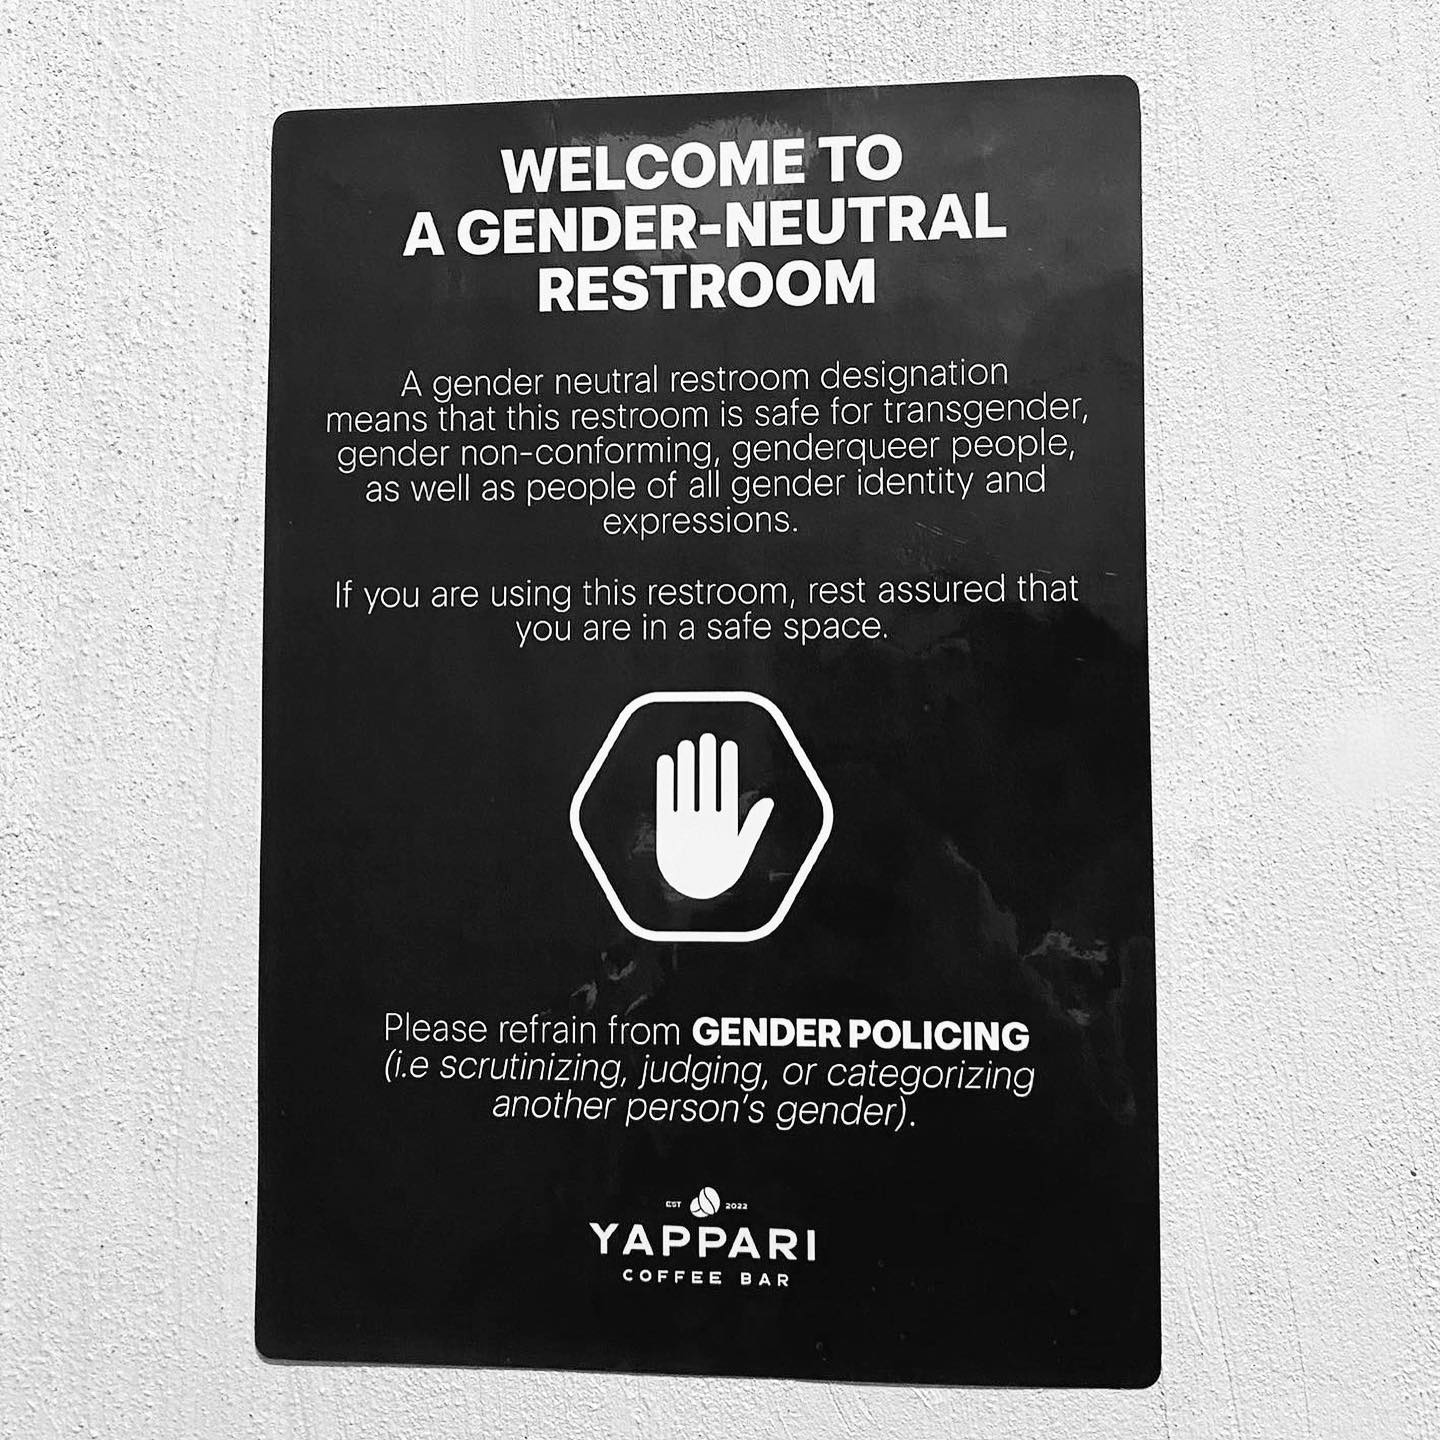 WELCOME TO
A GENDER-NEUTRAL
RESTROOM
A gender neutral restroom designation
means that this restroom is safe for transgender,
gender non-conforming, genderqueer people,
as well as people of all gender identity and
expressions.
If you are using this restroom, rest assured that
you are in a safe space.
Please refrain from GENDER POLICING
(i.e scrutinizing, judging, or categorizing
another person's gender).
EST 2022
YAPPARI
COFFEE BAR